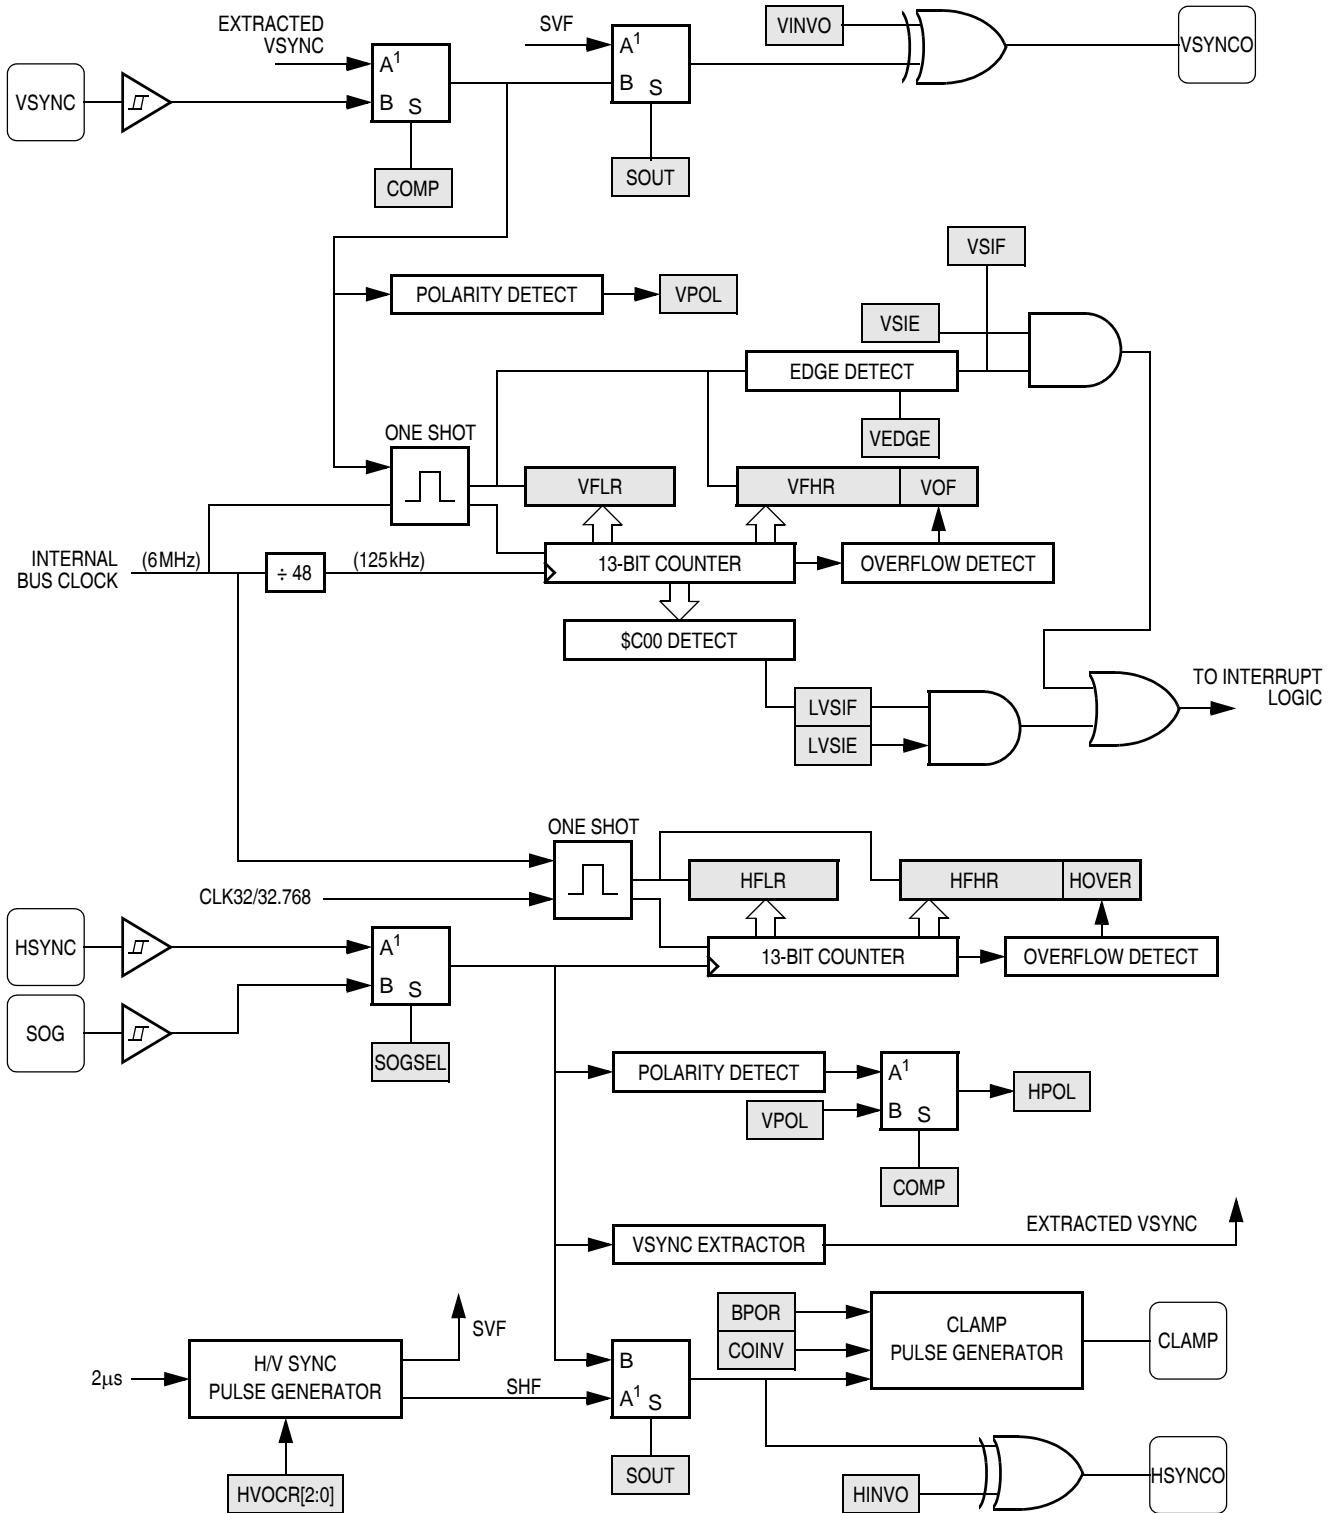 EXTRACTED
VSYNC
SVF
VINVO
VSYNCO
A1
B S
A1
B S
VSYNC
COMP
SOUT
VSIF
POLARITY DETECT
VPOL
VSIE
EDGE DETECT
VEDGE
ONE SHOT
VFLR
VFHR
VOF
INTERNAL
BUS CLOCK
(6MHz)
÷ 48
(125kHz)
13-BIT COUNTER
OVERFLOW DETECT
$C00 DETECT
LVSIF
LVSIE
TO INTERRUPT
LOGIC
ONE SHOT
HFLR
HFHR
HOVER
CLK32/32.768
HSYNC
A1
B S
13-BIT COUNTER
OVERFLOW DETECT
SOG
SOGSEL
POLARITY DETECT
A1
B S
HPOL
VPOL
COMP
VSYNC EXTRACTOR
EXTRACTED VSYNC
SVF
BPOR
COINV
CLAMP
PULSE GENERATOR
CLAMP
2µs
H/V SYNC
PULSE GENERATOR
SHF
B
A1 S
HVOCR[2:0]
SOUT
HINVO
HSYNCO